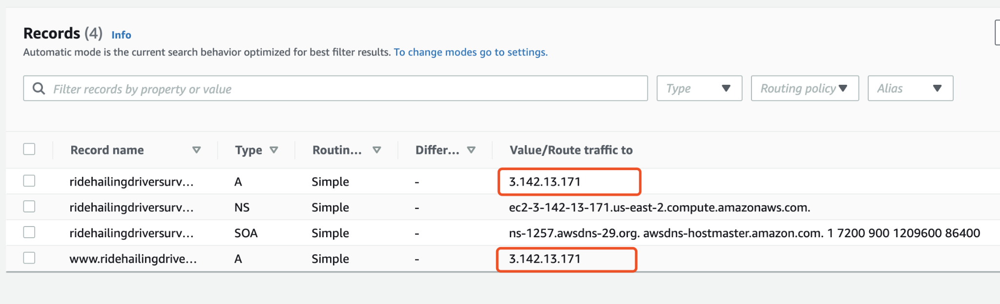 Records (4) Info
Automatic mode is the current search behavior optimized for best filter results. To change modes go to settings.
Filter records by property or value
Type
Routing policy
Alias
Record name Type Routin... Differ... Value/Route traffic to
ridehailingdriversurv... A Simple - 3.142.13.171
ridehailingdriversurv... NS Simple - ec2-3-142-13-171.us-east-2.compute.amazonaws.com.
ridehailingdriversurv... SOA Simple - ns-1257.awsdns-29.org. awsdns-hostmaster.amazon.com. 1 7200 900 1209600 86400
www.ridehailingdrive... A Simple - 3.142.13.171